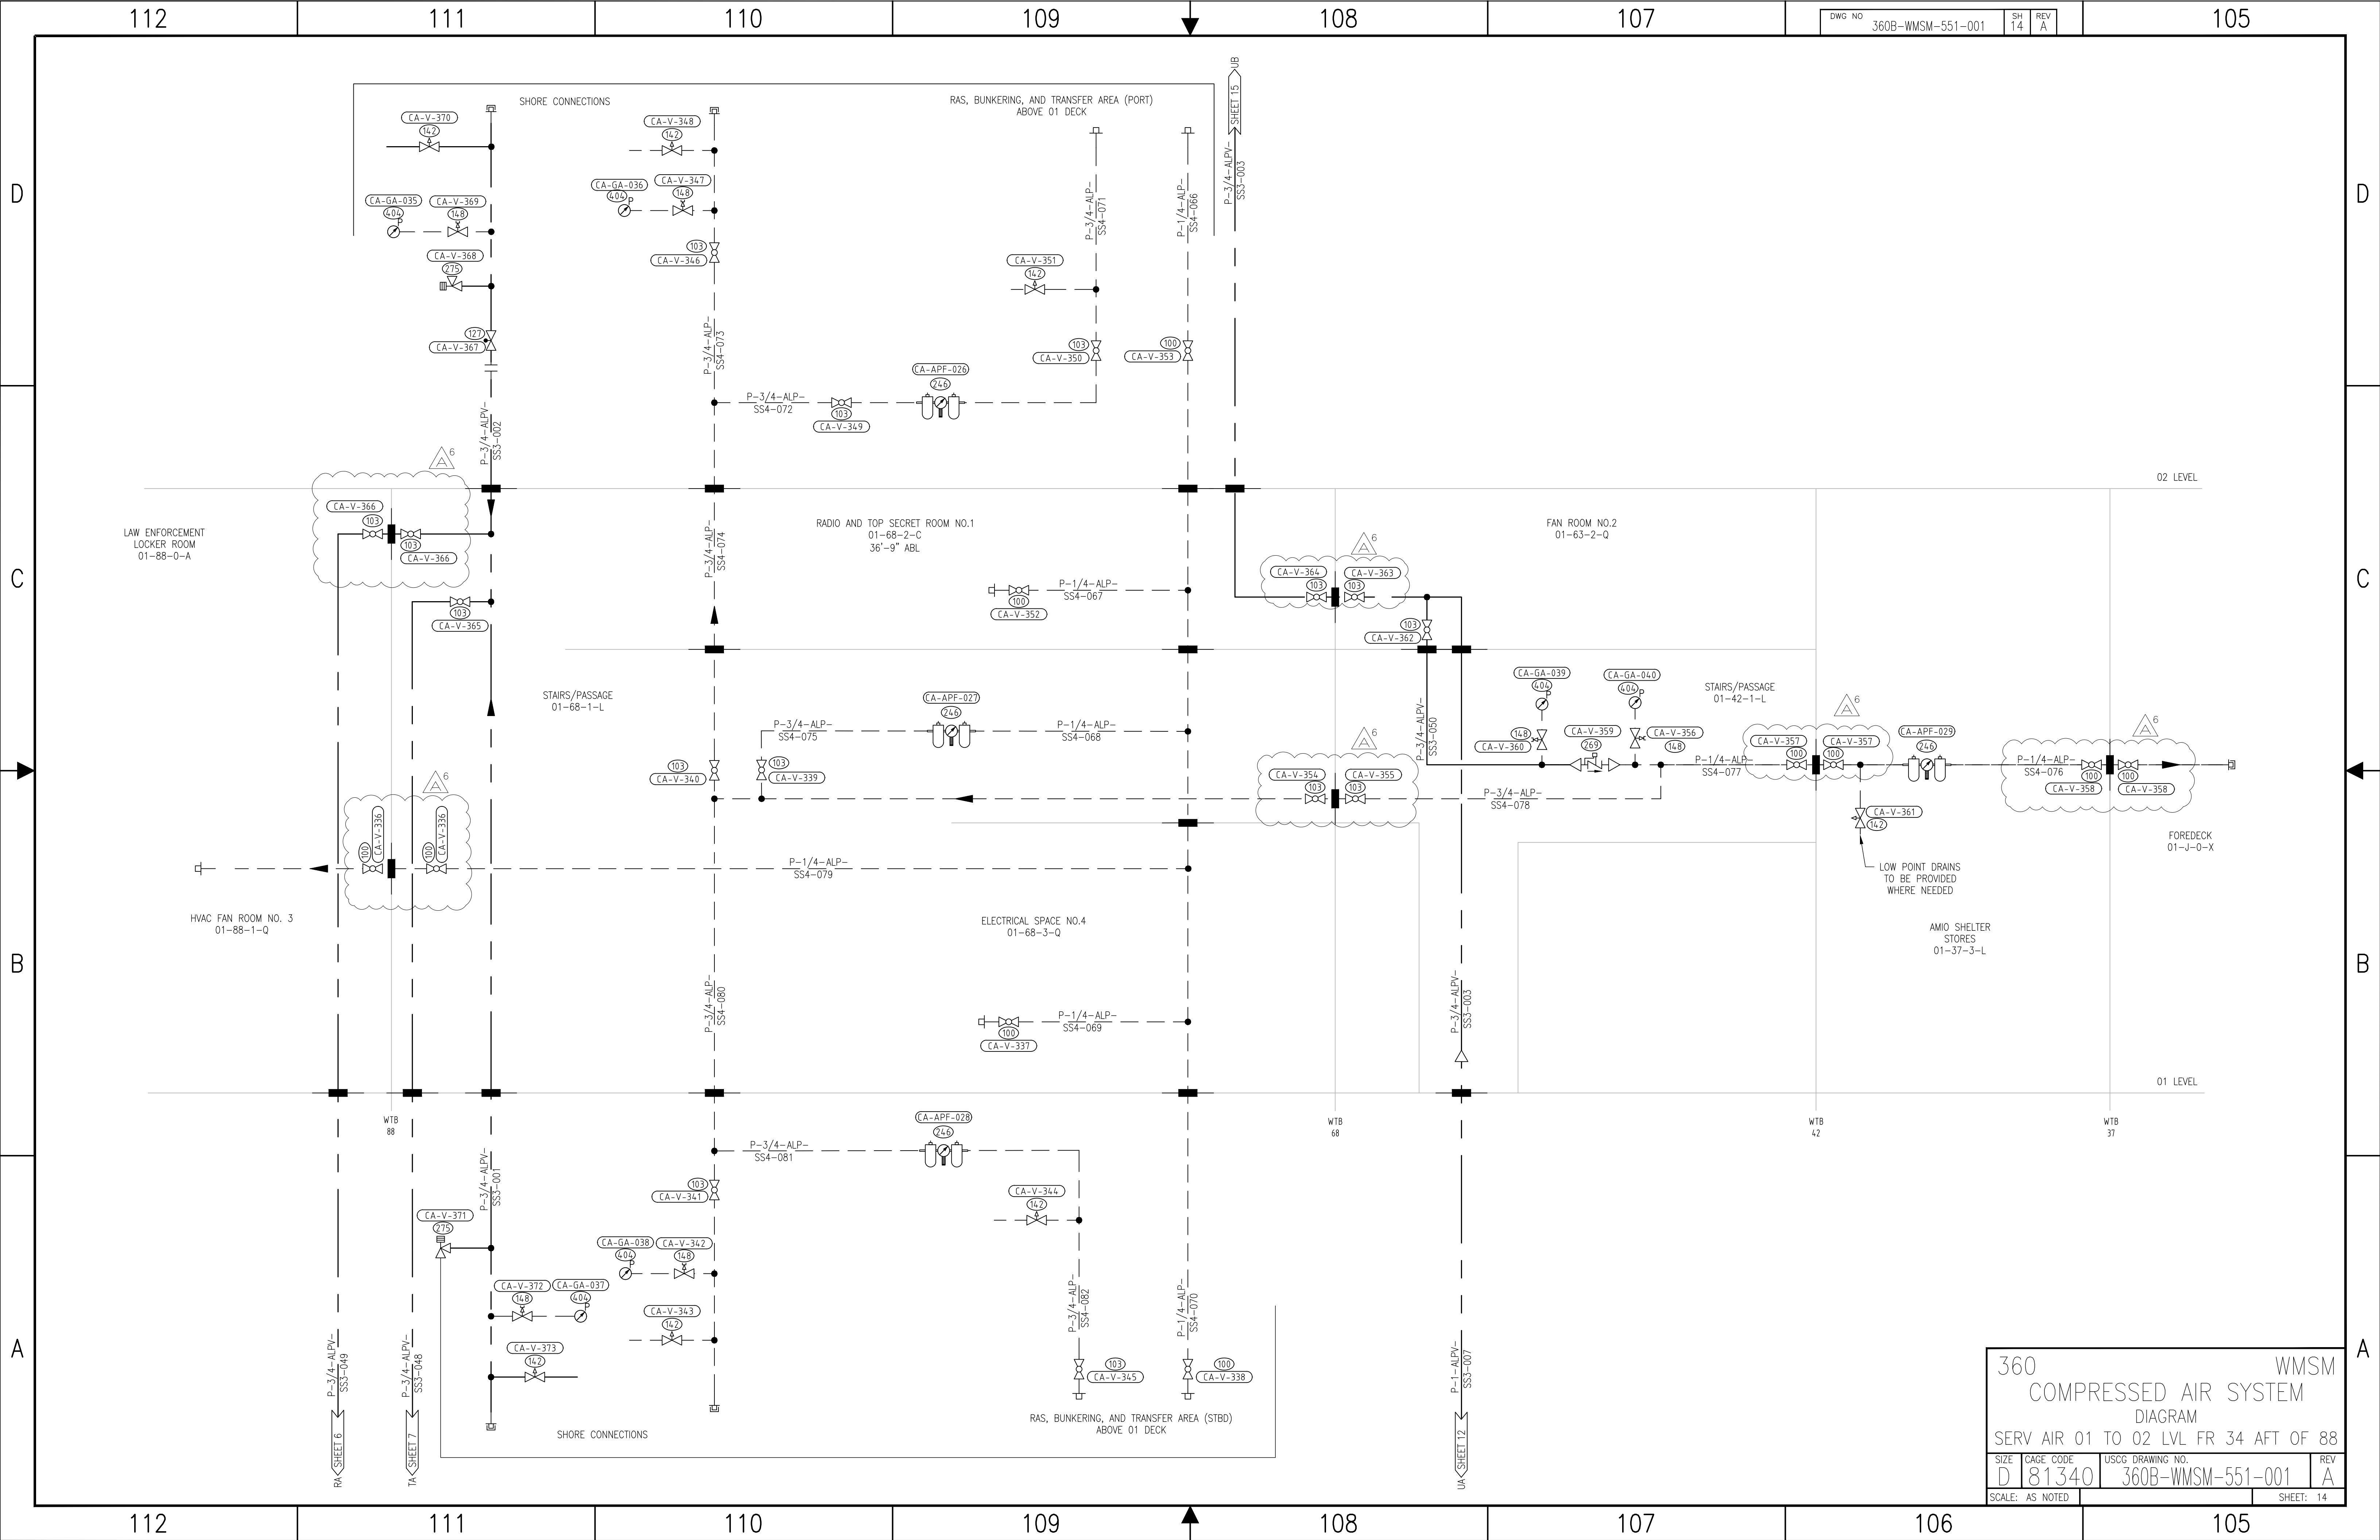 112
111
110
109
108
107
105
DWG NO
360B-WMSM-551-001
SH
14
REV
A
D
D
C
C
B
B
A
A
SHORE CONNECTIONS
RAS, BUNKERING, AND TRANSFER AREA (PORT)
ABOVE 01 DECK
SHEET 15
UB
P-3/4-ALPV-
SS3-003
CA-V-370
142
CA-V-348
142
CA-GA-035
404
P
CA-V-369
148
CA-GA-036
404
P
CA-V-347
148
CA-V-368
275
103
CA-V-346
P-3/4-ALP-
SS4-071
P-1/4-ALP-
SS4-066
CA-V-351
142
127
CA-V-367
P-3/4-ALP-
SS4-073
103
CA-V-350
100
CA-V-353
CA-APF-026
246
P-3/4-ALP-
SS4-072
103
CA-V-349
P-3/4-ALPV-
SS3-002
A
6
02 LEVEL
LAW ENFORCEMENT
LOCKER ROOM
01-88-0-A
CA-V-366
103
103
CA-V-366
P-3/4-ALP-
SS4-074
RADIO AND TOP SECRET ROOM NO.1
01-68-2-C
36'-9" ABL
FAN ROOM NO.2
01-63-2-Q
A
6
CA-V-364
103
CA-V-363
103
P-1/4-ALP-
SS4-067
100
CA-V-352
103
CA-V-365
103
CA-V-362
STAIRS/PASSAGE
01-68-1-L
CA-APF-027
246
P-3/4-ALP-
SS4-075
P-1/4-ALP-
SS4-068
P-3/4-ALPV-
SS3-050
CA-GA-039
404
P
CA-GA-040
404
P
STAIRS/PASSAGE
01-42-1-L
148
CA-V-360
CA-V-359
269
CA-V-356
148
A
6
A
6
A
6
A
6
103
CA-V-340
103
CA-V-339
CA-V-354
103
CA-V-355
103
P-3/4-ALP-
SS4-078
P-1/4-ALP-
SS4-077
CA-V-357
100
CA-V-357
100
CA-APF-029
246
P-1/4-ALP-
SS4-076
100
CA-V-358
100
CA-V-358
CA-V-361
142
LOW POINT DRAINS
TO BE PROVIDED
WHERE NEEDED
FOREDECK
01-J-0-X
100
CA-V-336
100
CA-V-336
P-1/4-ALP-
SS4-079
HVAC FAN ROOM NO. 3
01-88-1-Q
ELECTRICAL SPACE NO.4
01-68-3-Q
AMIO SHELTER
STORES
01-37-3-L
P-3/4-ALP-
SS4-080
P-1/4-ALP-
SS4-069
100
CA-V-337
P-3/4-ALPV-
SS3-003
01 LEVEL
WTB
88
WTB
68
WTB
42
WTB
37
CA-APF-028
246
P-3/4-ALP-
SS4-081
P-3/4-ALPV-
SS3-001
103
CA-V-341
CA-V-344
142
CA-V-371
275
CA-GA-038
404
P
CA-V-342
148
CA-V-372
148
CA-GA-037
404
P
CA-V-343
142
CA-V-373
142
P-3/4-ALP-
SS4-082
P-1/4-ALP-
SS4-070
103
CA-V-345
100
CA-V-338
P-3/4-ALPV-
SS3-049
P-3/4-ALPV-
SS3-048
P-1-ALPV-
SS3-007
SHORE CONNECTIONS
RAS, BUNKERING, AND TRANSFER AREA (STBD)
ABOVE 01 DECK
RA
SHEET 6
TA
SHEET 7
UA
SHEET 12
360 WMSM
COMPRESSED AIR SYSTEM
DIAGRAM
SERV AIR 01 TO 02 LVL FR 34 AFT OF 88
SIZE
D
CAGE CODE
81340
USCG DRAWING NO.
360B-WMSM-551-001
REV
A
SCALE: AS NOTED
SHEET: 14
112
111
110
109
108
107
106
105